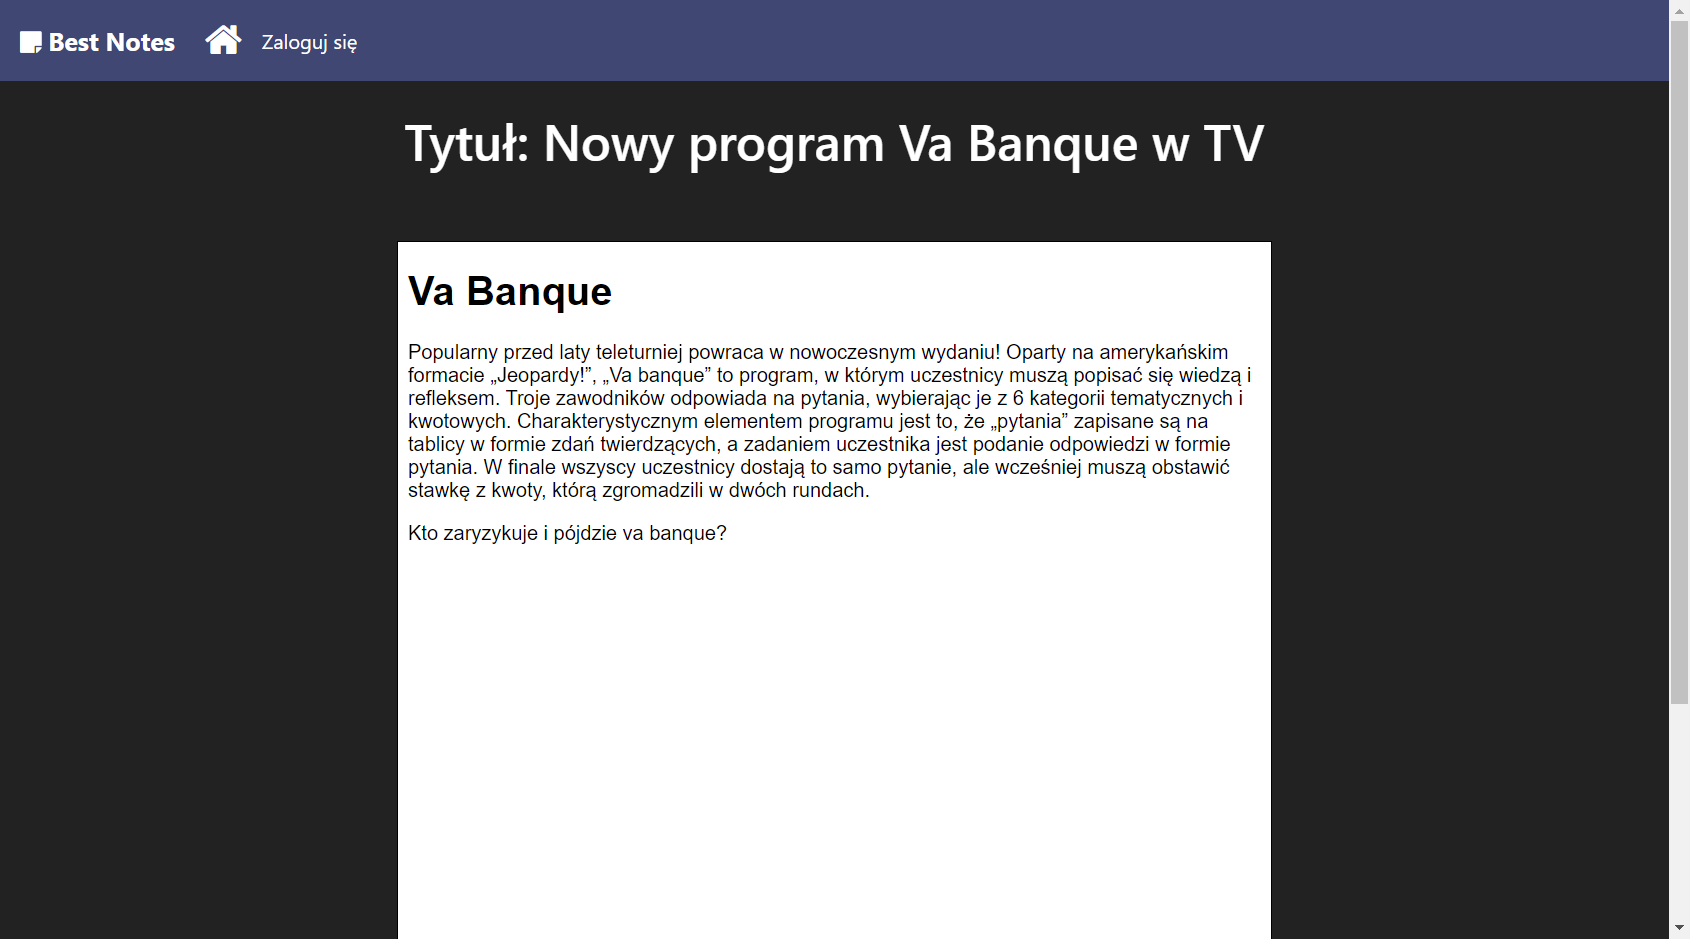 Best Notes
Zaloguj się
Tytuł: Nowy program Va Banque w TV
Va Banque
Popularny przed laty teleturniej powraca w nowoczesnym wydaniu! Oparty na amerykańskim
formacie „Jeopardy!”, „Va banque” to program, w którym uczestnicy muszą popisać się wiedzą i
refleksem. Troje zawodników odpowiada na pytania, wybierając je z 6 kategorii tematycznych i
kwotowych. Charakterystycznym elementem programu jest to, że „pytania” zapisane są na
tablicy w formie zdań twierdzących, a zadaniem uczestnika jest podanie odpowiedzi w formie
pytania. W finale wszyscy uczestnicy dostają to samo pytanie, ale wcześniej muszą obstawić
stawkę z kwoty, którą zgromadzili w dwóch rundach.
Kto zaryzykuje i pójdzie va banque?